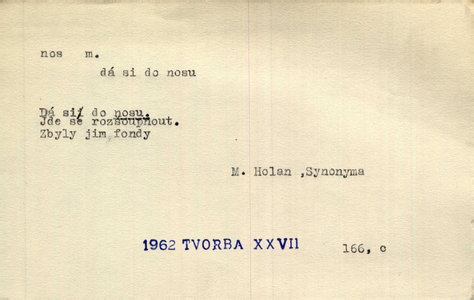 nos m.
dá si do nosu
Dá si do nosu.
Jde se rozšoupnout.
Zbyly jim fondy
M. Holan ,Synonyma
1962 TVORBA XXVII
166, c